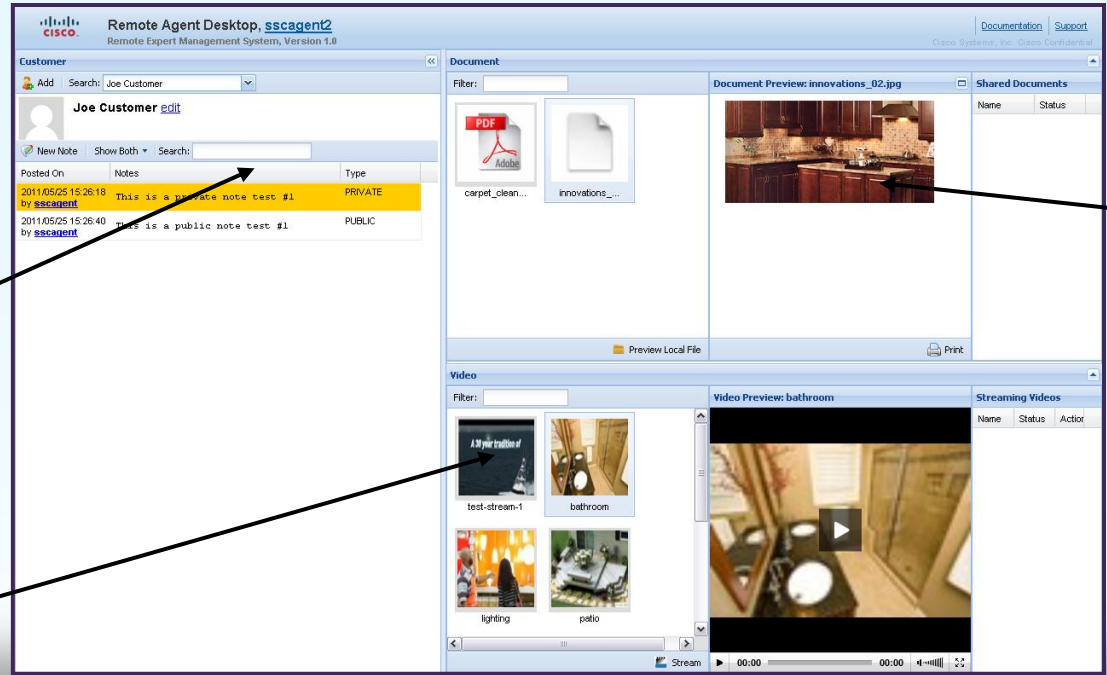 CISCO.
Remote Agent Desktop, sscagent2
Remote Expert Management System, Version 1.0
Documentation Support
Cisco Systems, Inc. Cisco Confidential
Customer
Add Search: Joe Customer
Joe Customer edit
New Note Show Both Search:
Posted On Notes Type
2011/05/25 15:26:18 by sscagent This is a private note test #1 PRIVATE
2011/05/25 15:26:40 by sscagent This is a public note test #1 PUBLIC
Document
Filter:
PDF
Adobe
carpet_clean... innovations_...
Preview Local File
Document Preview: innovations_02.jpg
Print
Shared Documents
Name Status
Video
Filter:
A 30 year tradition of
test-stream-1 bathroom
lighting patio
Stream
Video Preview: bathroom
00:00 00:00
Streaming Videos
Name Status Action